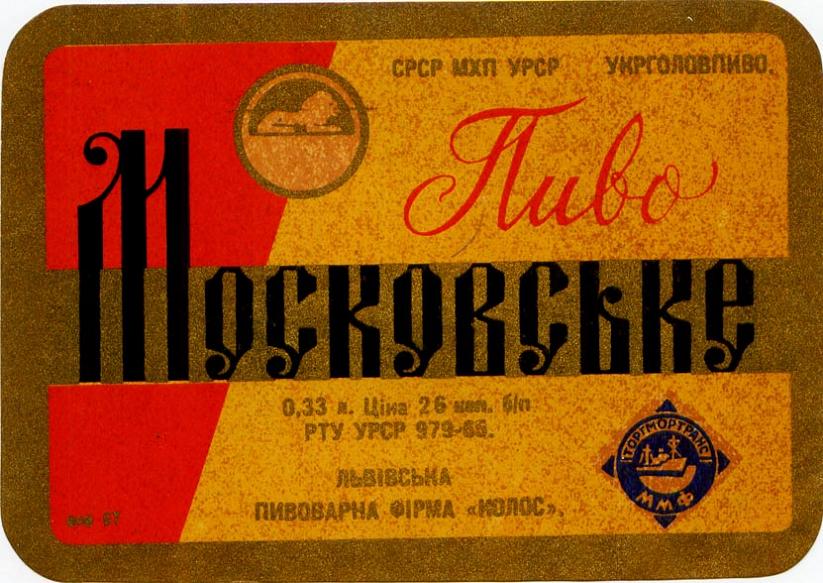 СРСР МХП УРСР УКРГОЛОВПИВО.
Пиво
Московське
0,33 л. Ціна 26 коп. б/п
РТУ УРСР 979-66.
ЛЬВІВСЬКА
ПИВОВАРНА ФІРМА «КОЛОС».
ТОРГМОРТРАНС
ММФ
67